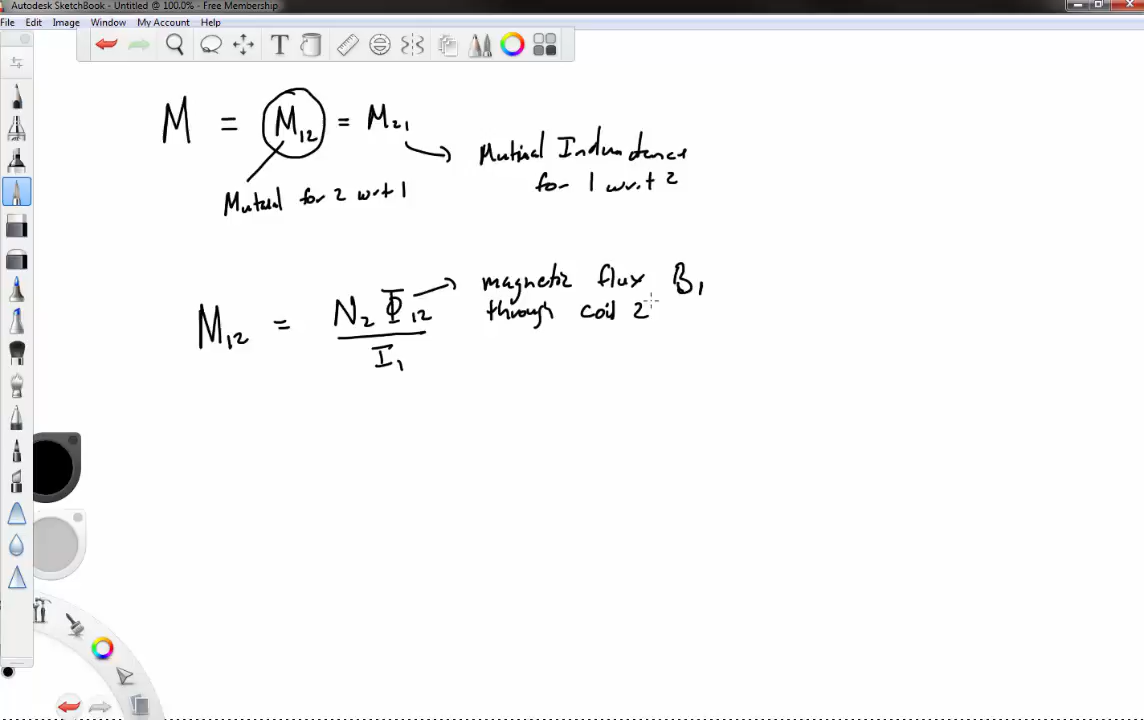 Autodesk SketchBook - Untitled @ 100.0% - Free Membership
File Edit Image Window My Account Help
T
M = M₁₂ = M₂₁
Mutual Inductance
for 1 w.r.t 2
Mutual for 2 w.r.t 1
M₁₂ = N₂ Φ₁₂ / I₁
magnetic flux B₁
through coil 2